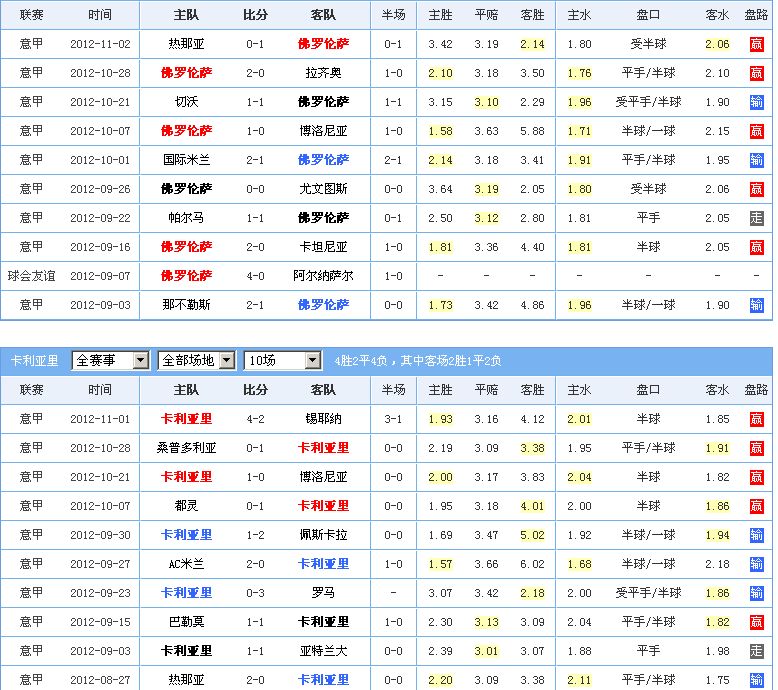 联赛 时间 主队 比分 客队 半场 主胜 平赔 客胜 主水 盘口 客水 盘路
意甲 2012-11-02 热那亚 0-1 佛罗伦萨 0-1 3.42 3.19 2.14 1.80 受半球 2.06 赢
意甲 2012-10-28 佛罗伦萨 2-0 拉齐奥 1-0 2.10 3.18 3.50 1.76 平手/半球 2.10 赢
意甲 2012-10-21 切沃 1-1 佛罗伦萨 1-1 3.15 3.10 2.29 1.96 受平手/半球 1.90 输
意甲 2012-10-07 佛罗伦萨 1-0 博洛尼亚 1-0 1.58 3.63 5.88 1.71 半球/一球 2.15 赢
意甲 2012-10-01 国际米兰 2-1 佛罗伦萨 2-1 2.14 3.18 3.41 1.91 平手/半球 1.95 输
意甲 2012-09-26 佛罗伦萨 0-0 尤文图斯 0-0 3.64 3.19 2.05 1.80 受半球 2.06 赢
意甲 2012-09-22 帕尔马 1-1 佛罗伦萨 0-1 2.50 3.12 2.80 1.81 平手 2.05 走
意甲 2012-09-16 佛罗伦萨 2-0 卡坦尼亚 1-0 1.81 3.36 4.40 1.81 半球 2.05 赢
球会友谊 2012-09-07 佛罗伦萨 4-0 阿尔纳萨尔 1-0 - - - - - - -
意甲 2012-09-03 那不勒斯 2-1 佛罗伦萨 0-0 1.73 3.42 4.86 1.96 半球/一球 1.90 输
卡利亚里 全赛事 全部场地 10场 4胜2平4负，其中客场2胜1平2负
联赛 时间 主队 比分 客队 半场 主胜 平赔 客胜 主水 盘口 客水 盘路
意甲 2012-11-01 卡利亚里 4-2 锡耶纳 3-1 1.93 3.16 4.12 2.01 半球 1.85 赢
意甲 2012-10-28 桑普多利亚 0-1 卡利亚里 0-0 2.19 3.09 3.38 1.95 平手/半球 1.91 赢
意甲 2012-10-21 卡利亚里 1-0 博洛尼亚 0-0 2.00 3.17 3.83 2.04 半球 1.82 赢
意甲 2012-10-07 都灵 0-1 卡利亚里 0-0 1.95 3.18 4.01 2.00 半球 1.86 赢
意甲 2012-09-30 卡利亚里 1-2 佩斯卡拉 0-0 1.69 3.47 5.02 1.92 半球/一球 1.94 输
意甲 2012-09-27 AC米兰 2-0 卡利亚里 1-0 1.57 3.66 6.02 1.68 半球/一球 2.18 输
意甲 2012-09-23 卡利亚里 0-3 罗马 - 3.07 3.42 2.18 2.00 受平手/半球 1.86 输
意甲 2012-09-15 巴勒莫 1-1 卡利亚里 1-0 2.30 3.13 3.09 2.04 平手/半球 1.82 赢
意甲 2012-09-03 卡利亚里 1-1 亚特兰大 0-0 2.39 3.01 3.07 1.88 平手 1.98 走
意甲 2012-08-27 热那亚 2-0 卡利亚里 0-0 2.20 3.09 3.38 2.11 平手/半球 1.75 输